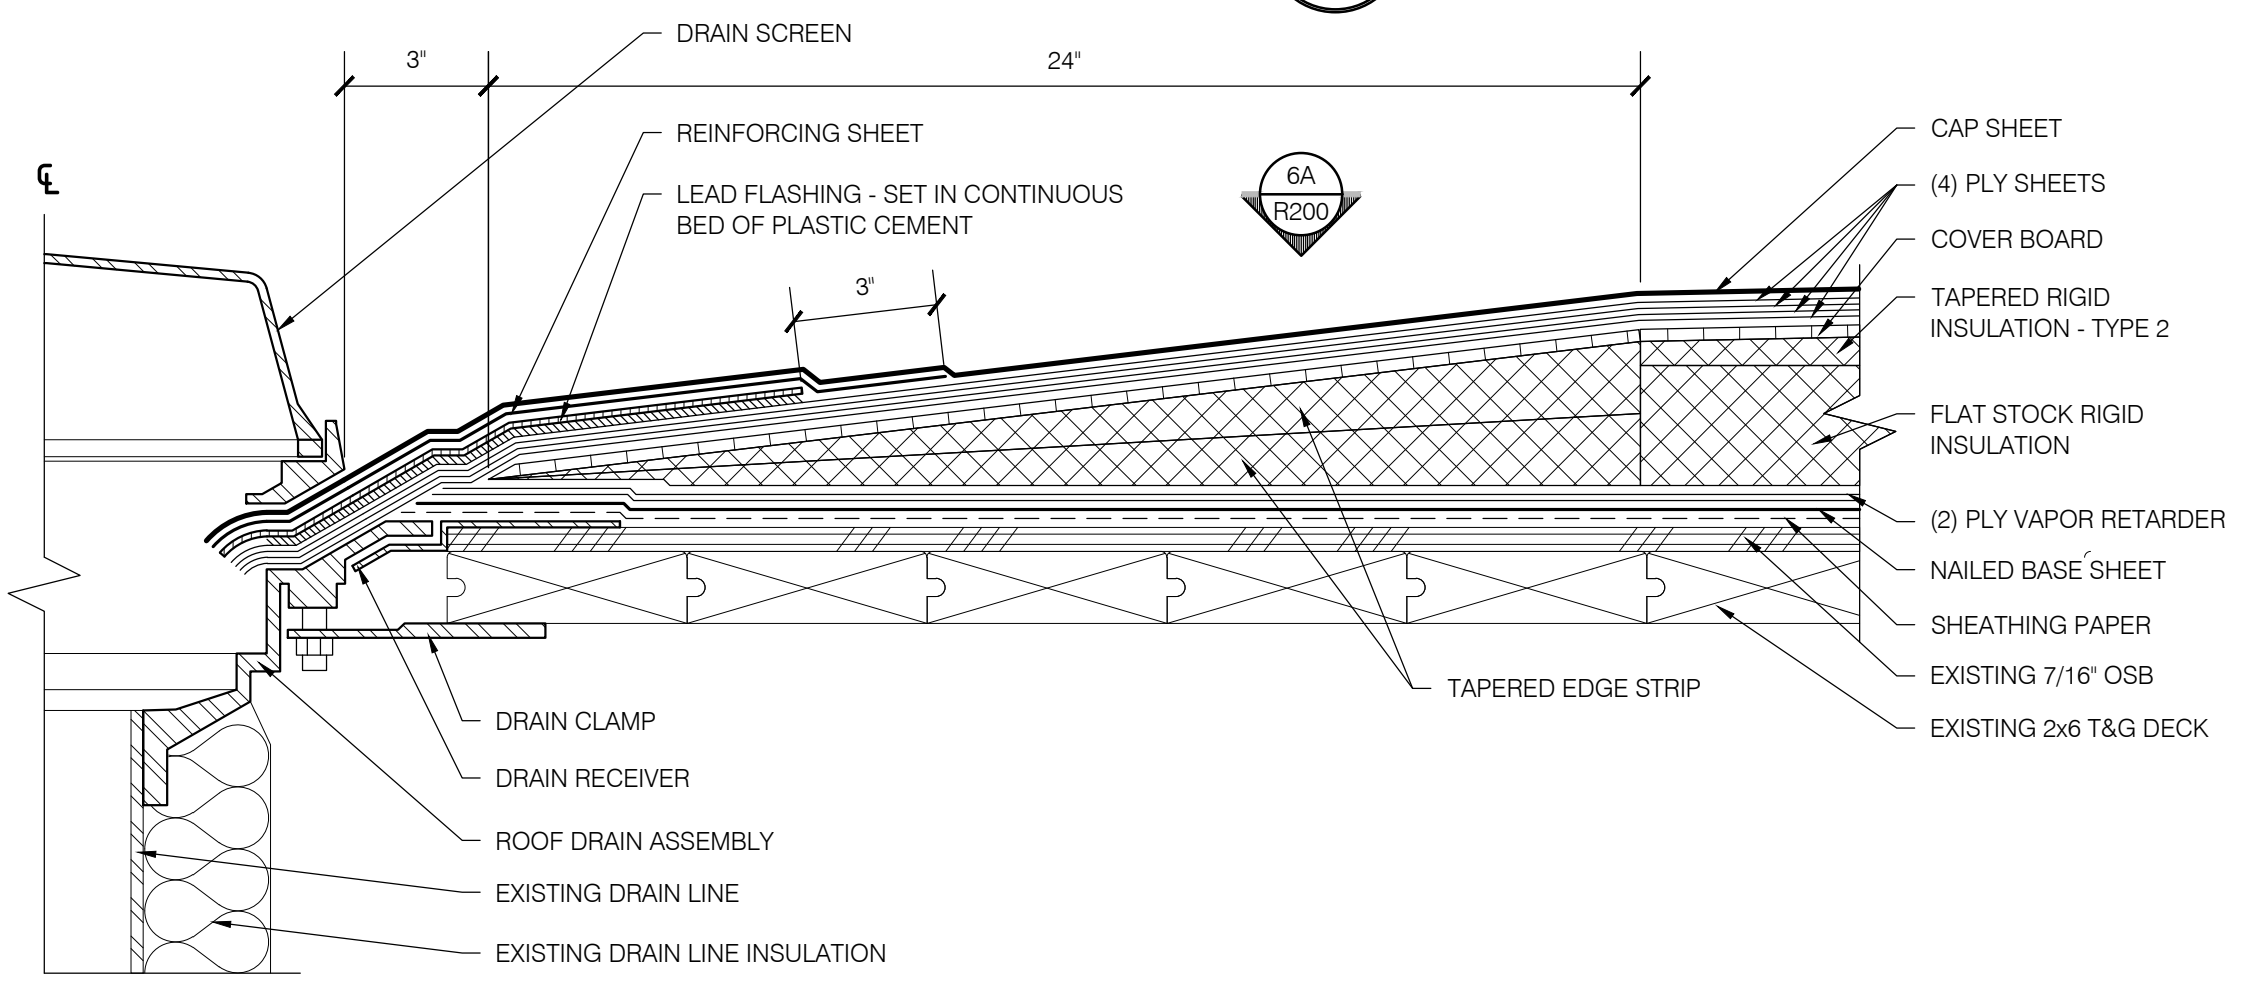 DRAIN SCREEN
3"
24"
REINFORCING SHEET
LEAD FLASHING - SET IN CONTINUOUS
BED OF PLASTIC CEMENT
℄
6A
R200
3"
CAP SHEET
(4) PLY SHEETS
COVER BOARD
TAPERED RIGID
INSULATION - TYPE 2
FLAT STOCK RIGID
INSULATION
(2) PLY VAPOR RETARDER
NAILED BASE SHEET
SHEATHING PAPER
EXISTING 7/16" OSB
EXISTING 2x6 T&G DECK
TAPERED EDGE STRIP
DRAIN CLAMP
DRAIN RECEIVER
ROOF DRAIN ASSEMBLY
EXISTING DRAIN LINE
EXISTING DRAIN LINE INSULATION